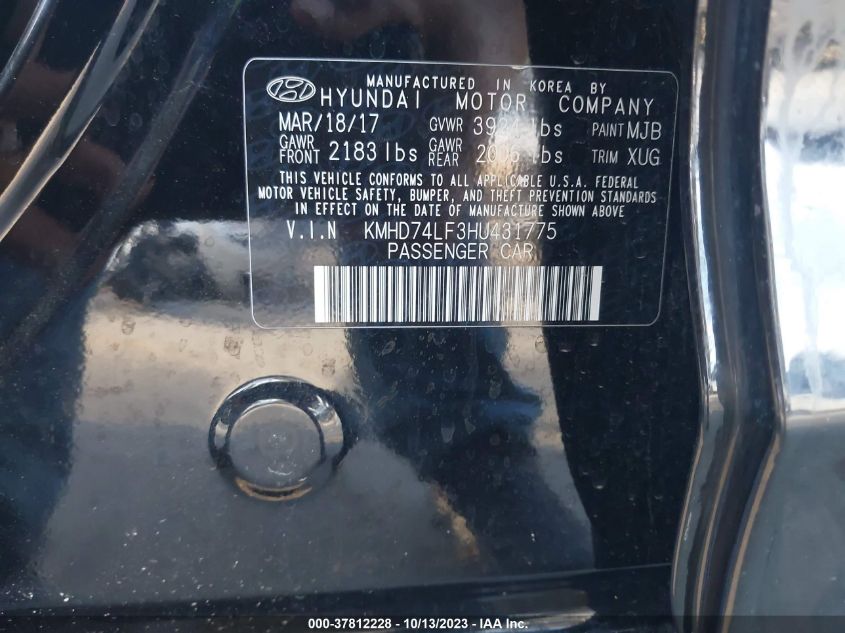 MANUFACTURED IN KOREA BY
HYUNDAI MOTOR COMPANY
MAR/18/17 GVWR lbs PAINT MJB
GAWR FRONT 2183 lbs GAWR REAR lbs TRIM XUG
THIS VEHICLE CONFORMS TO ALL APPLICABLE U.S.A. FEDERAL
MOTOR VEHICLE SAFETY, BUMPER, AND THEFT PREVENTION STANDARDS
IN EFFECT ON THE DATE OF MANUFACTURE SHOWN ABOVE
V.I.N KMHD74LF3HU431775
PASSENGER CAR
000-37812228 - 10/13/2023 - IAA Inc.